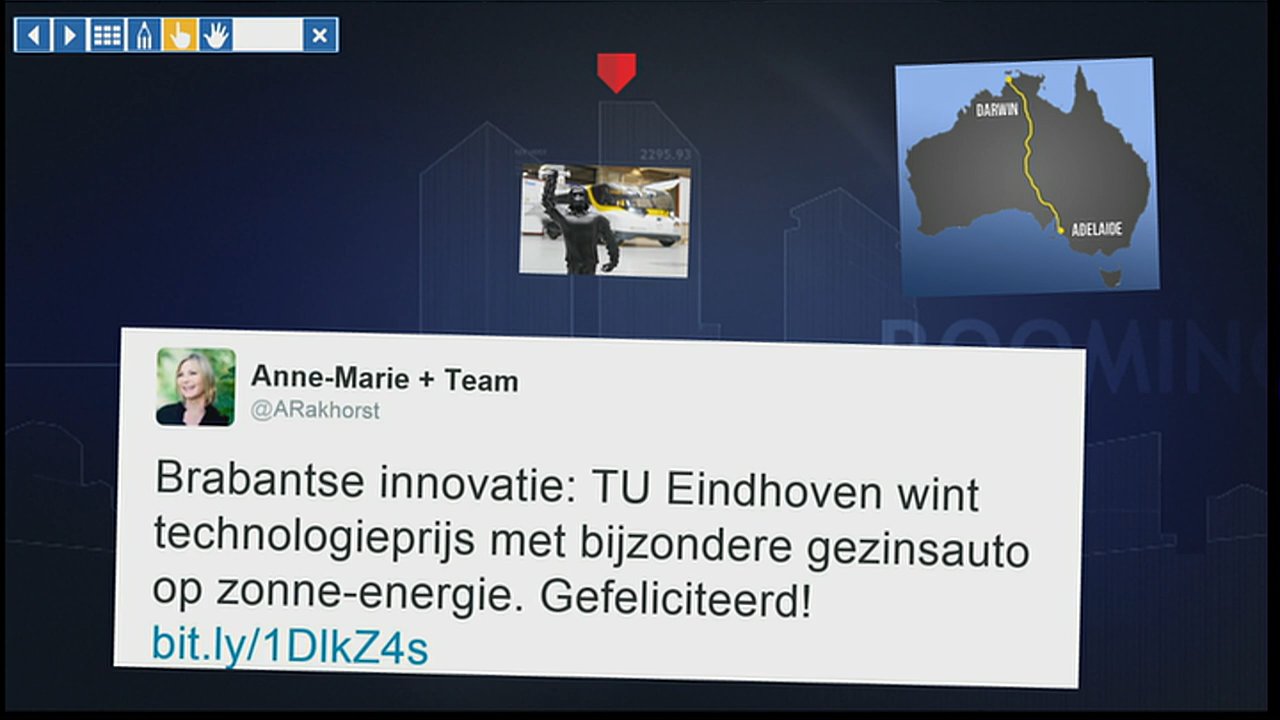 2295.93
DARWIN
ADELAIDE
BOOMING
Anne-Marie + Team
@ARakhorst
Brabantse innovatie: TU Eindhoven wint
technologieprijs met bijzondere gezinsauto
op zonne-energie. Gefeliciteerd!
bit.ly/1DlkZ4s